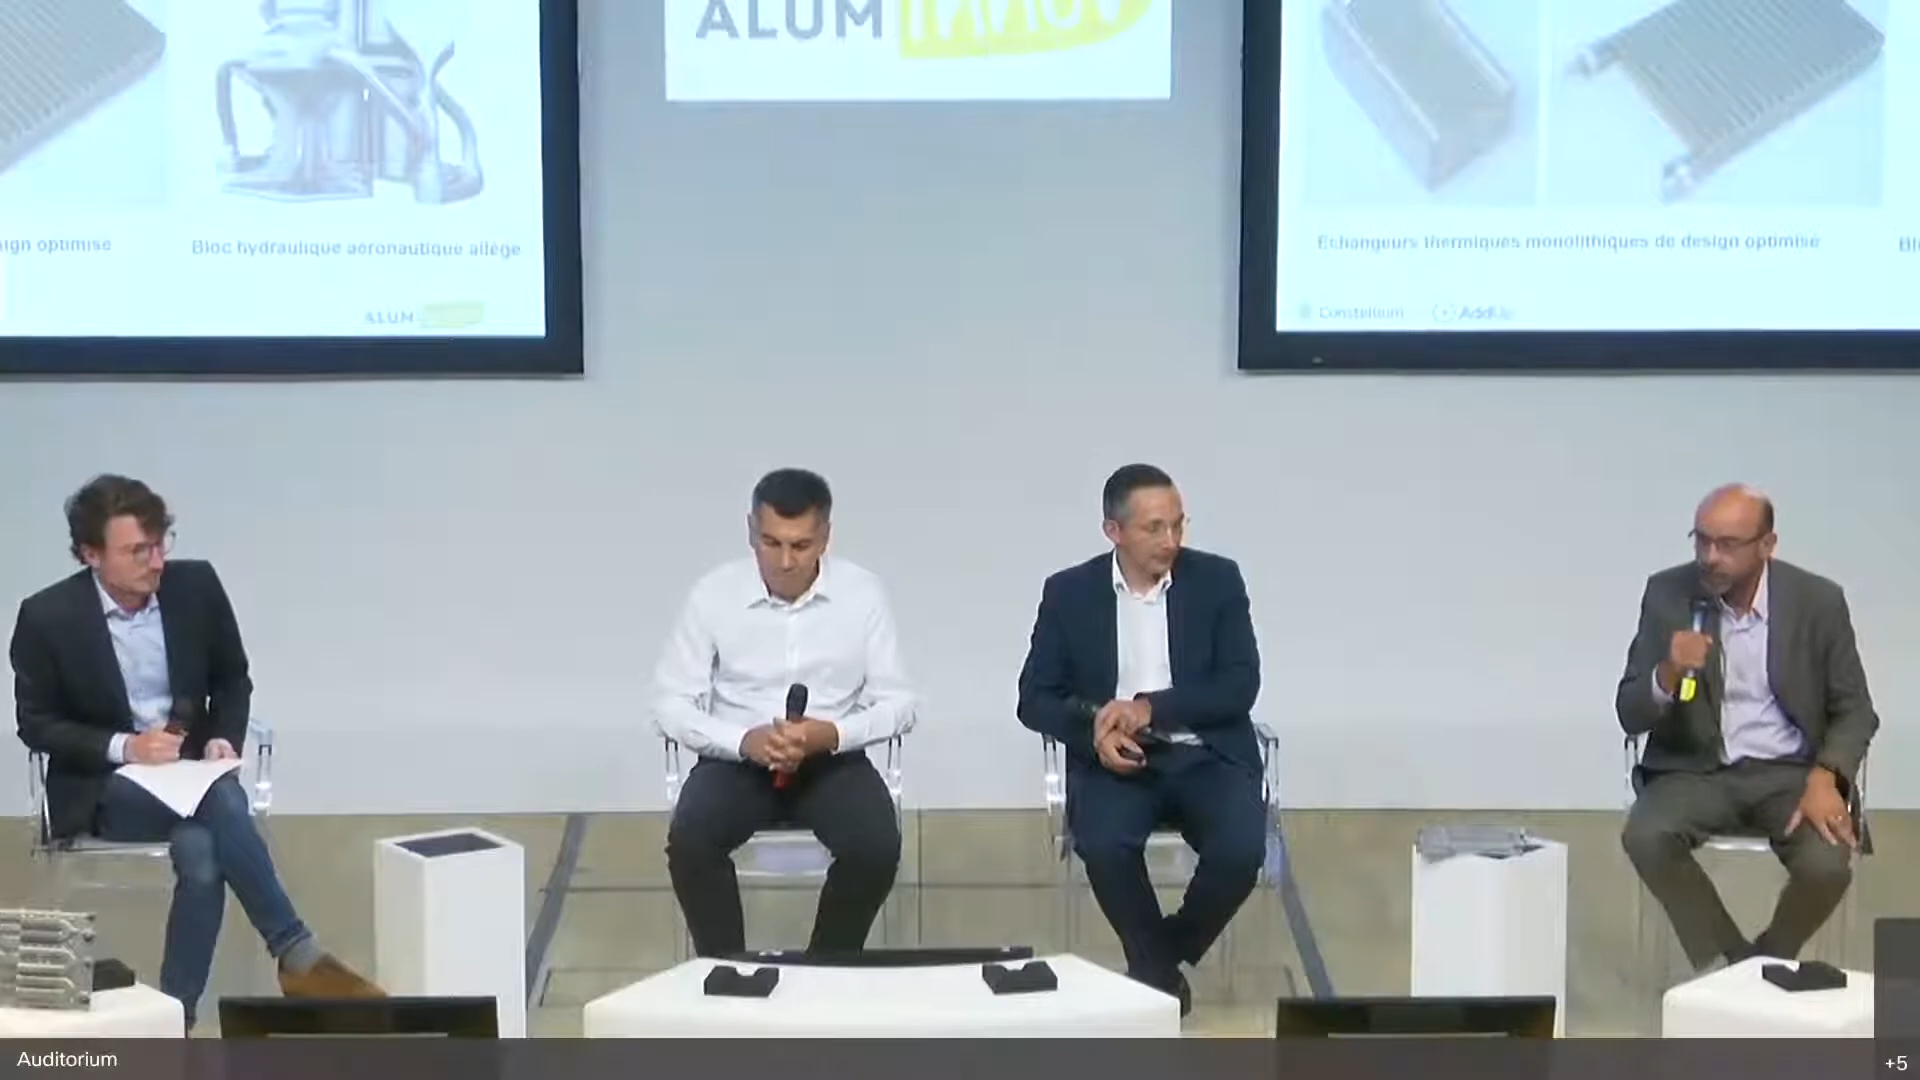 ALUM
ign optimisé
Bloc hydraulique aéronautique allégé
ALUM
Echangeurs thermiques monolithiques de design optimisé
Constellium
AddUp
Auditorium
+5